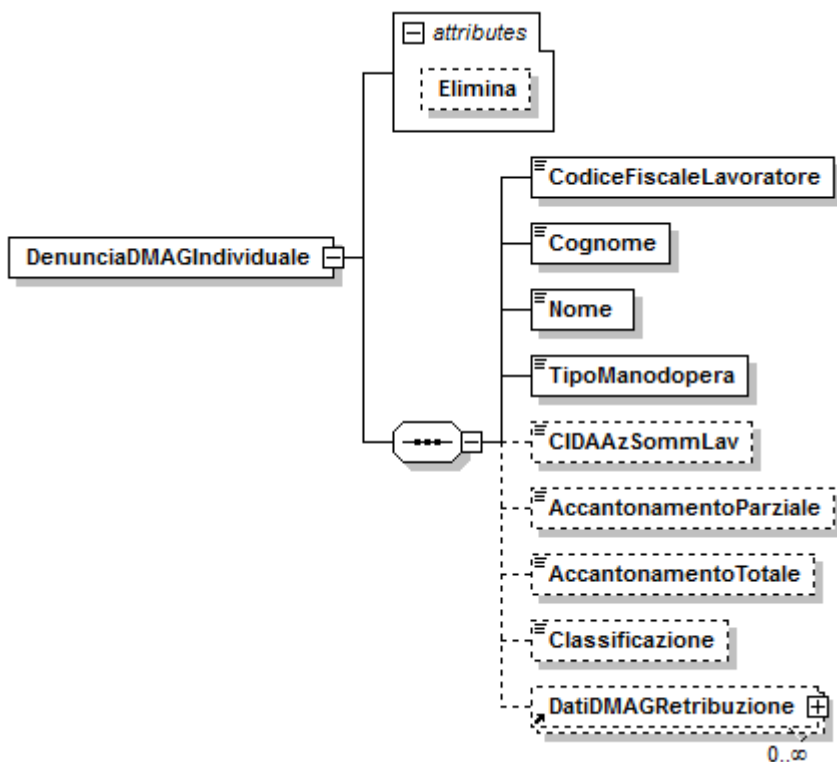 attributes
Elimina
CodiceFiscaleLavoratore
Cognome
DenunciaDMAGIndividuale
Nome
TipoManodopera
CIDAAzSommLav
AccantonamentoParziale
AccantonamentoTotale
Classificazione
DatiDMAGRetribuzione
0..∞